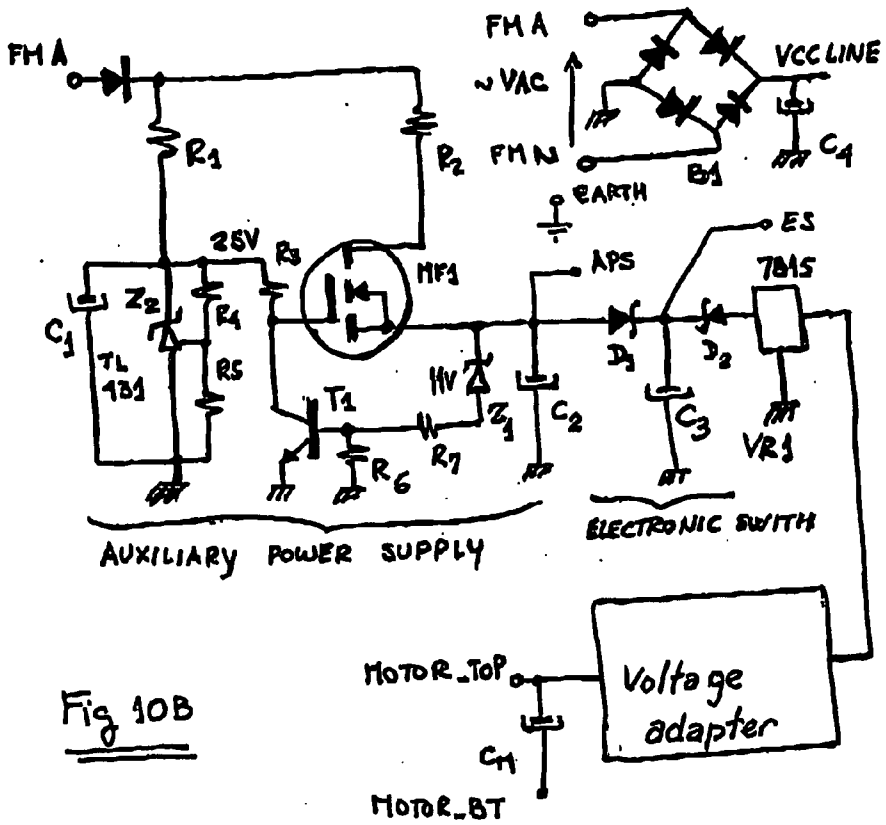 FM A
VCC LINE
FM A
~ VAC
R1
R2
C4
FM N
B1
EARTH
ES
25V
R3
MF1
APS
7815
Z2
R4
C1
D1
D2
TL
431
R5
11V
Z1
C2
C3
T1
VR1
R6
R7
AUXILIARY POWER SUPPLY
ELECTRONIC SWITH
MOTOR_TOP
Voltage
adapter
Fig 10B
CM
MOTOR_BT